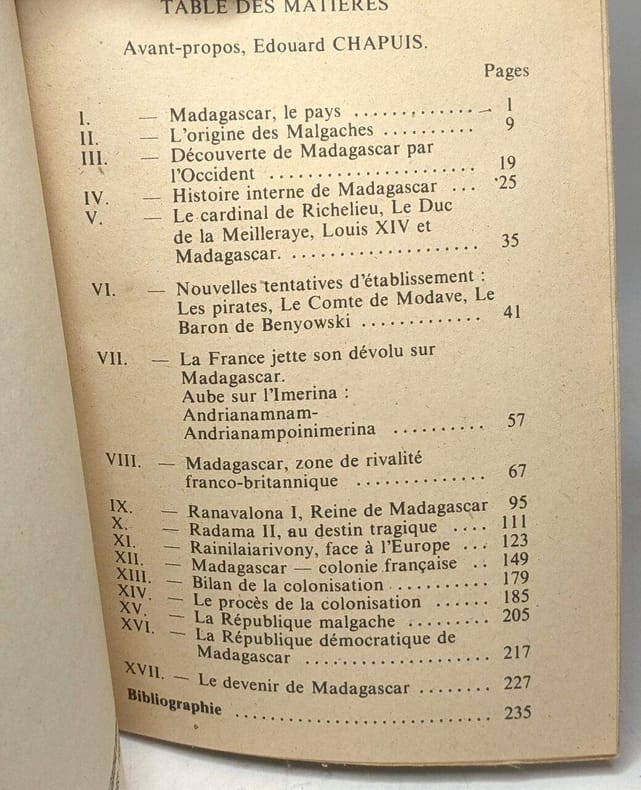 TABLE DES MATIERES
Avant-propos, Edouard CHAPUIS.
Pages
I. — Madagascar, le pays ............. 1
II. — L'origine des Malgaches .......... 9
III. — Découverte de Madagascar par
l'Occident ..................... 19
IV. — Histoire interne de Madagascar ... 25
V. — Le cardinal de Richelieu, Le Duc
de la Meilleraye, Louis XIV et
Madagascar. ................... 35
VI. — Nouvelles tentatives d'établissement :
Les pirates, Le Comte de Modave, Le
Baron de Benyowski ............ 41
VII. — La France jette son dévolu sur
Madagascar.
Aube sur l'Imerina :
Andrianamnam-
Andrianampoinimerina .......... 57
VIII. — Madagascar, zone de rivalité
franco-britannique ............. 67
IX. — Ranavalona I, Reine de Madagascar 95
X. — Radama II, au destin tragique .... 111
XI. — Rainilaiarivony, face à l'Europe ... 123
XII. — Madagascar — colonie française .. 149
XIII. — Bilan de la colonisation ........... 179
XIV. — Le procès de la colonisation ...... 185
XV. — La République malgache ......... 205
XVI. — La République démocratique de
Madagascar ................... 217
XVII. — Le devenir de Madagascar ........ 227
Bibliographie ............................ 235